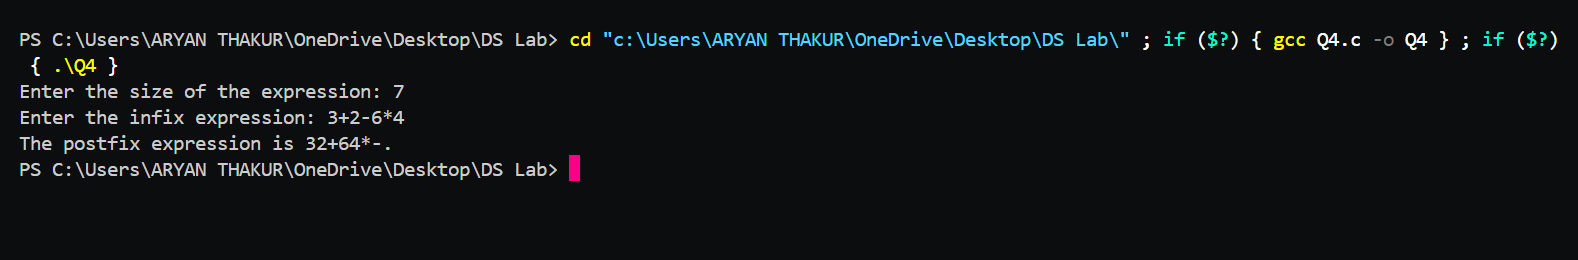 PS C:\Users\ARYAN THAKUR\OneDrive\Desktop\DS Lab> cd "c:\Users\ARYAN THAKUR\OneDrive\Desktop\DS Lab\" ; if ($?) { gcc Q4.c -o Q4 } ; if ($?)
 { .\Q4 }
Enter the size of the expression: 7
Enter the infix expression: 3+2-6*4
The postfix expression is 32+64*-.
PS C:\Users\ARYAN THAKUR\OneDrive\Desktop\DS Lab>